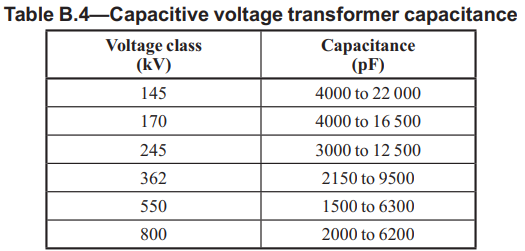 Table B.4—Capacitive voltage transformer capacitance
Voltage class (kV) Capacitance (pF)
145 4000 to 22 000
170 4000 to 16 500
245 3000 to 12 500
362 2150 to 9500
550 1500 to 6300
800 2000 to 6200